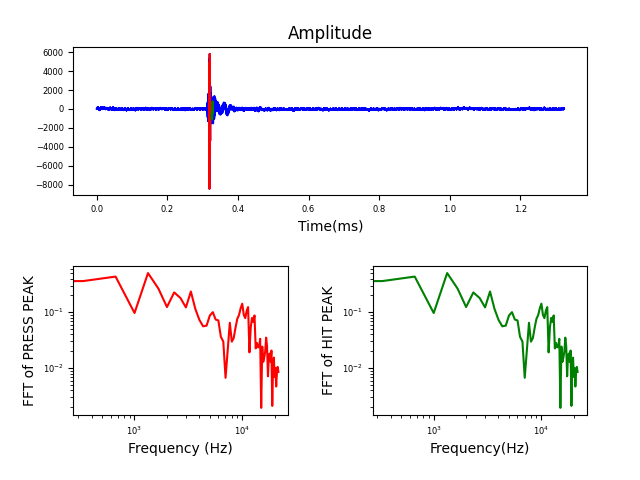 Amplitude
6000
4000
2000
0
−2000
−4000
−6000
−8000
0.0 0.2 0.4 0.6 0.8 1.0 1.2
Time(ms)
FFT of PRESS PEAK
10⁻¹
10⁻²
10³ 10⁴
Frequency (Hz)
FFT of HIT PEAK
10⁻¹
10⁻²
10³ 10⁴
Frequency(Hz)